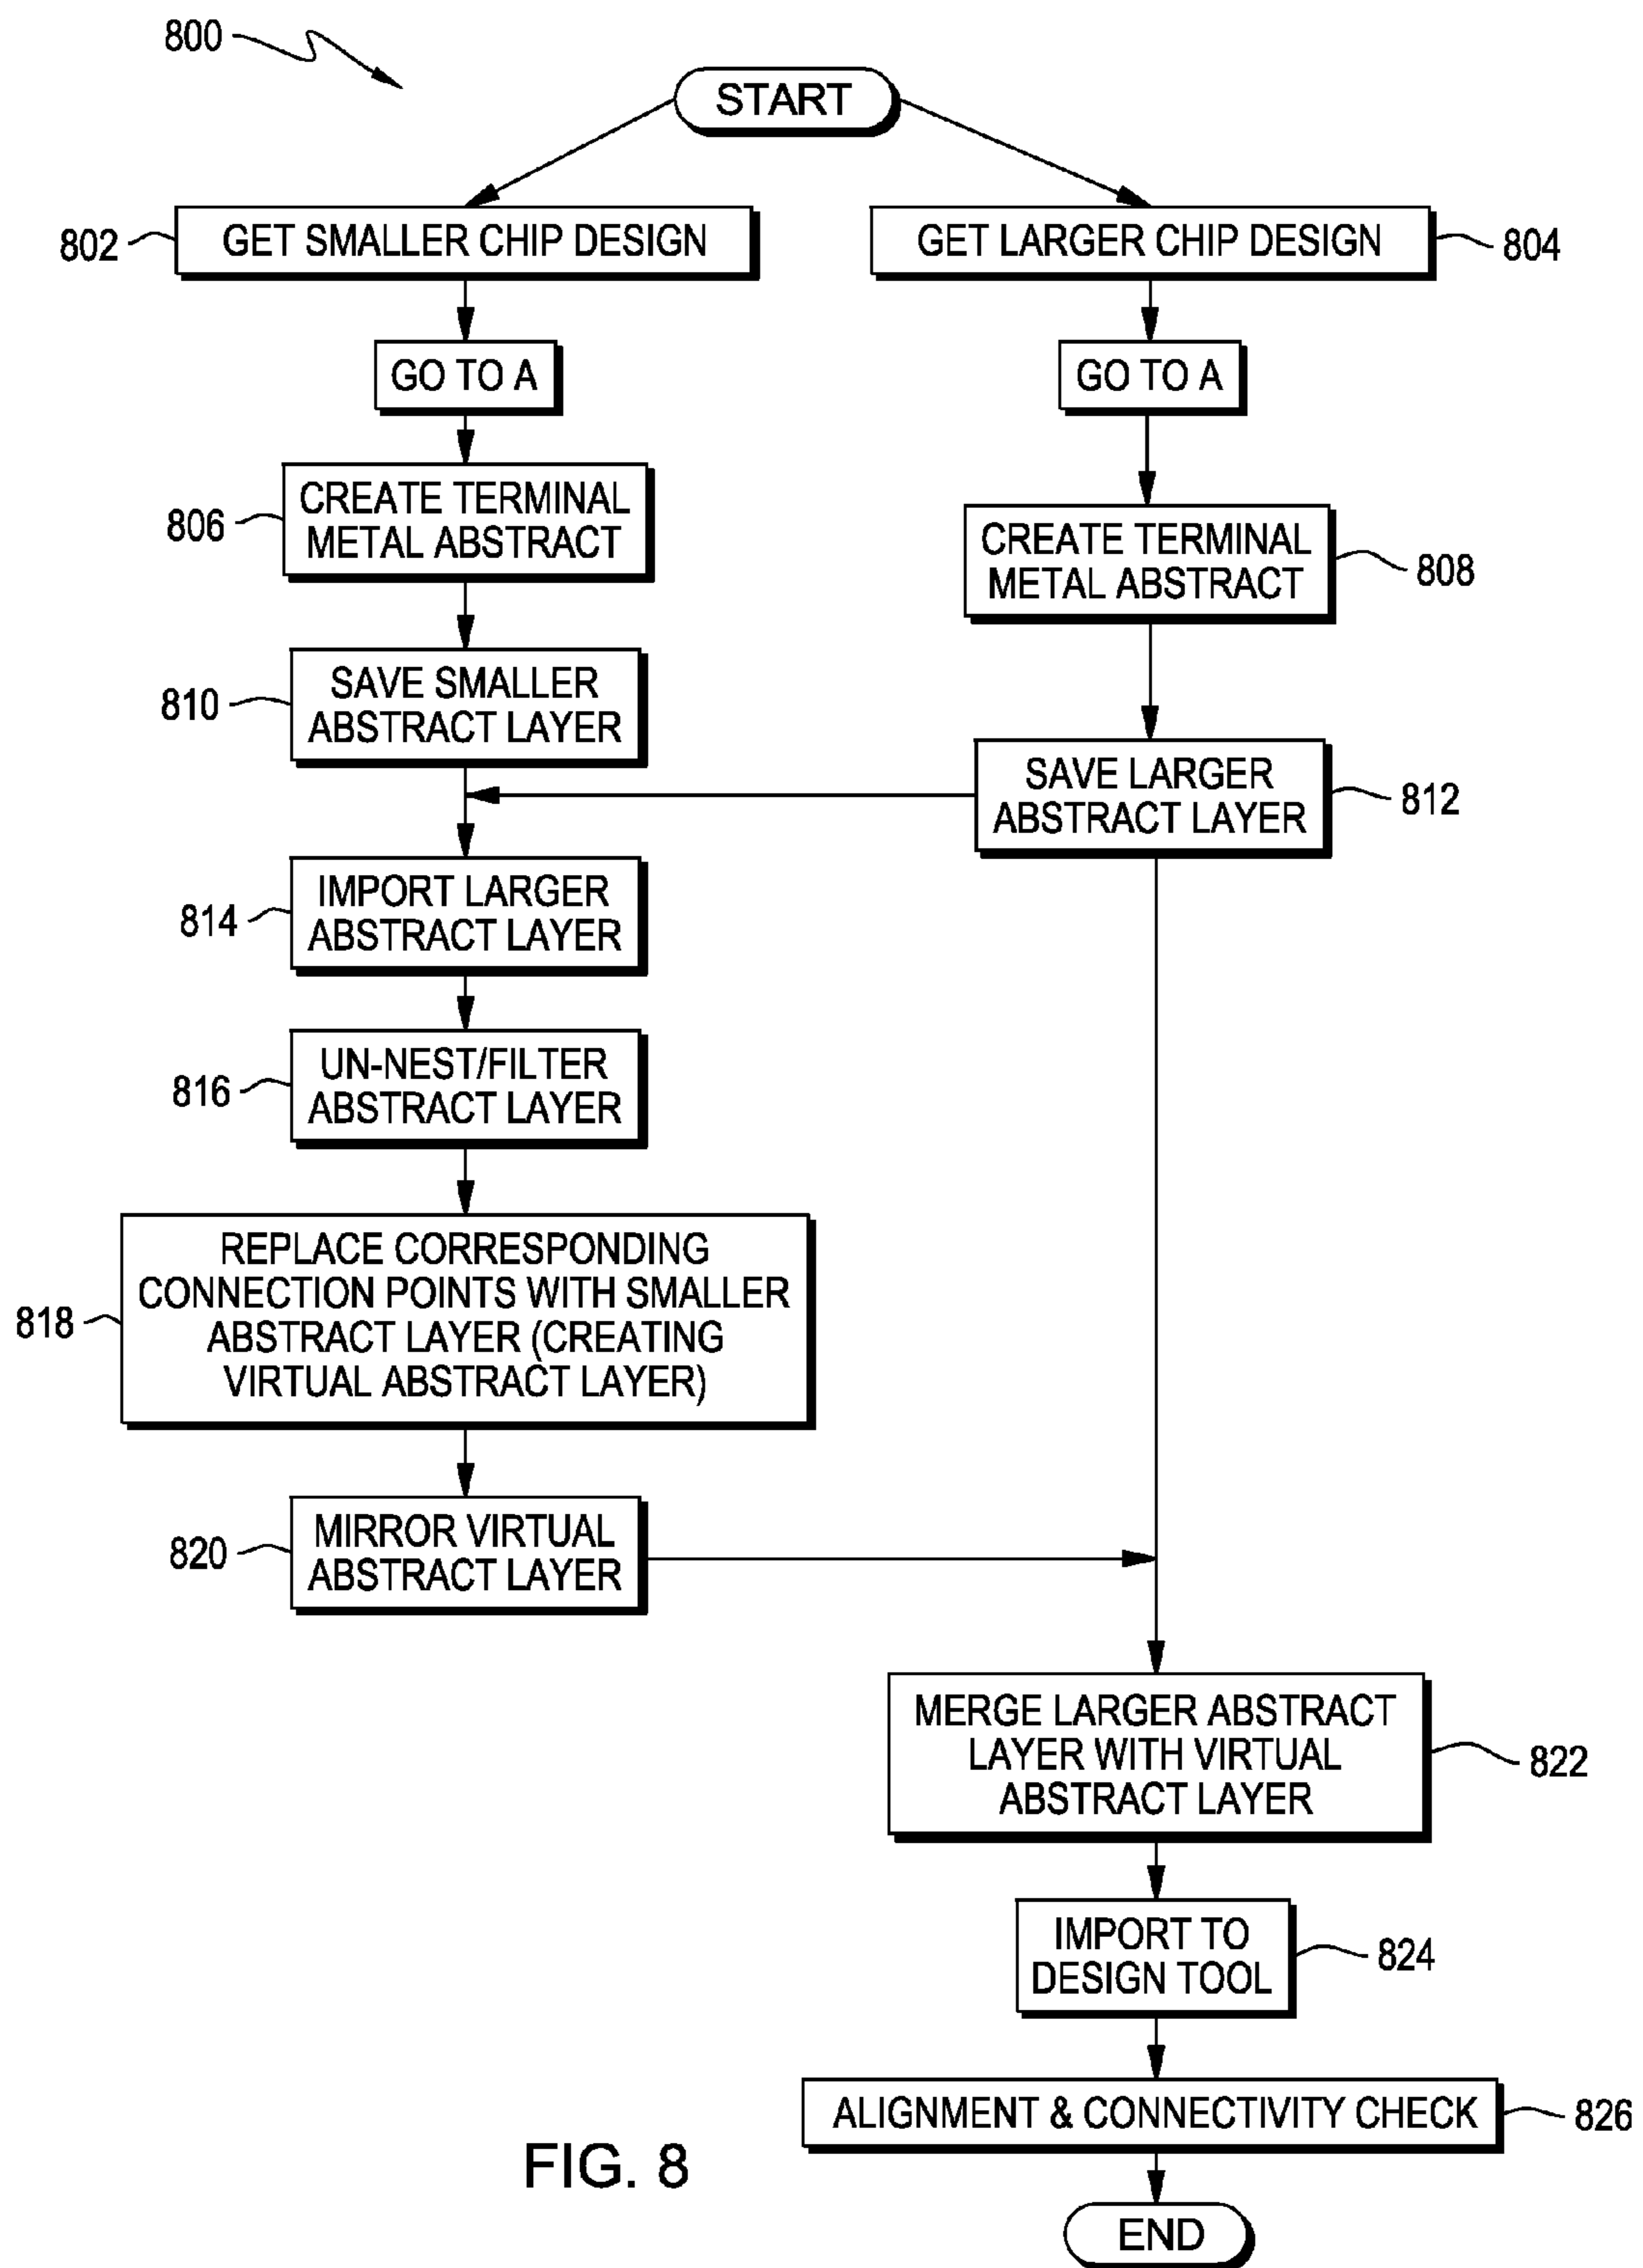 800
START
802
GET SMALLER CHIP DESIGN
GET LARGER CHIP DESIGN
804
GO TO A
GO TO A
806
CREATE TERMINAL
METAL ABSTRACT
CREATE TERMINAL
METAL ABSTRACT
808
810
SAVE SMALLER
ABSTRACT LAYER
SAVE LARGER
ABSTRACT LAYER
812
814
IMPORT LARGER
ABSTRACT LAYER
816
UN-NEST/FILTER
ABSTRACT LAYER
818
REPLACE CORRESPONDING
CONNECTION POINTS WITH SMALLER
ABSTRACT LAYER (CREATING
VIRTUAL ABSTRACT LAYER)
820
MIRROR VIRTUAL
ABSTRACT LAYER
MERGE LARGER ABSTRACT
LAYER WITH VIRTUAL
ABSTRACT LAYER
822
IMPORT TO
DESIGN TOOL
824
ALIGNMENT & CONNECTIVITY CHECK
826
FIG. 8
END